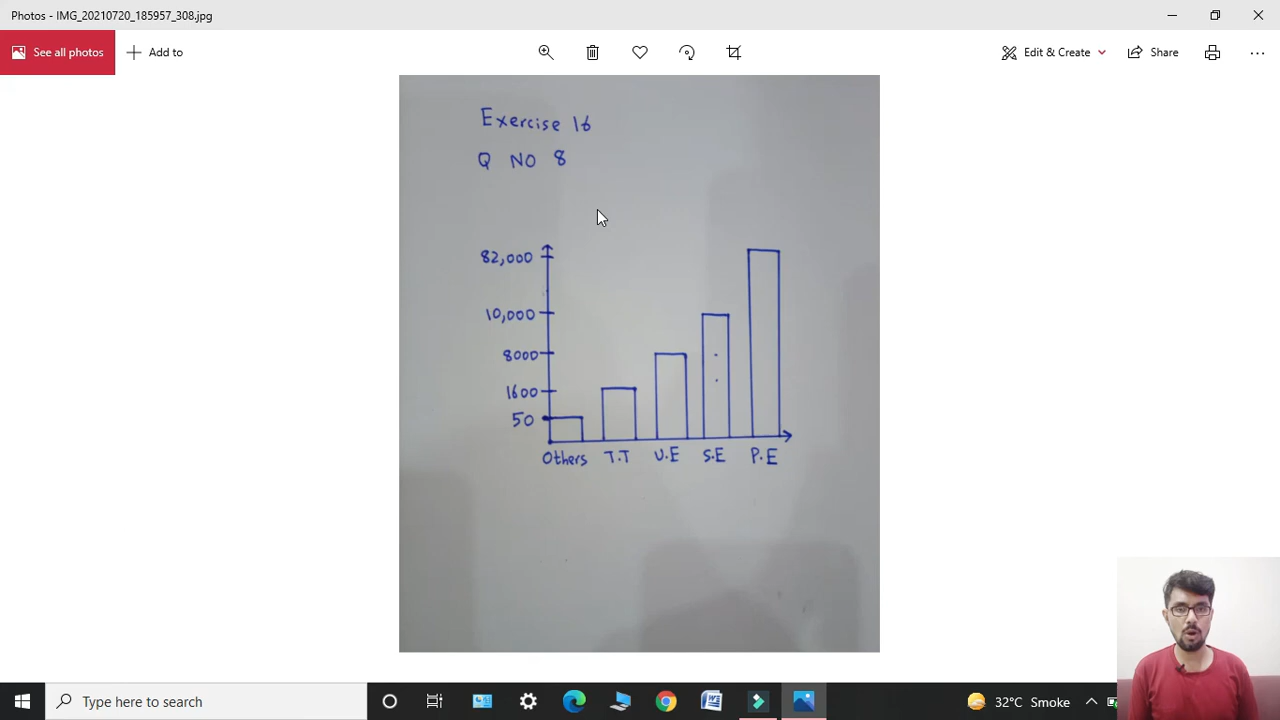 Photos - IMG_20210720_185957_308.jpg
See all photos
Add to
Edit & Create
Share
Exercise 16
Q NO 8
82,000
10,000
8000
1600
50
Others T.T U.E S.E P.E
Type here to search
32°C Smoke